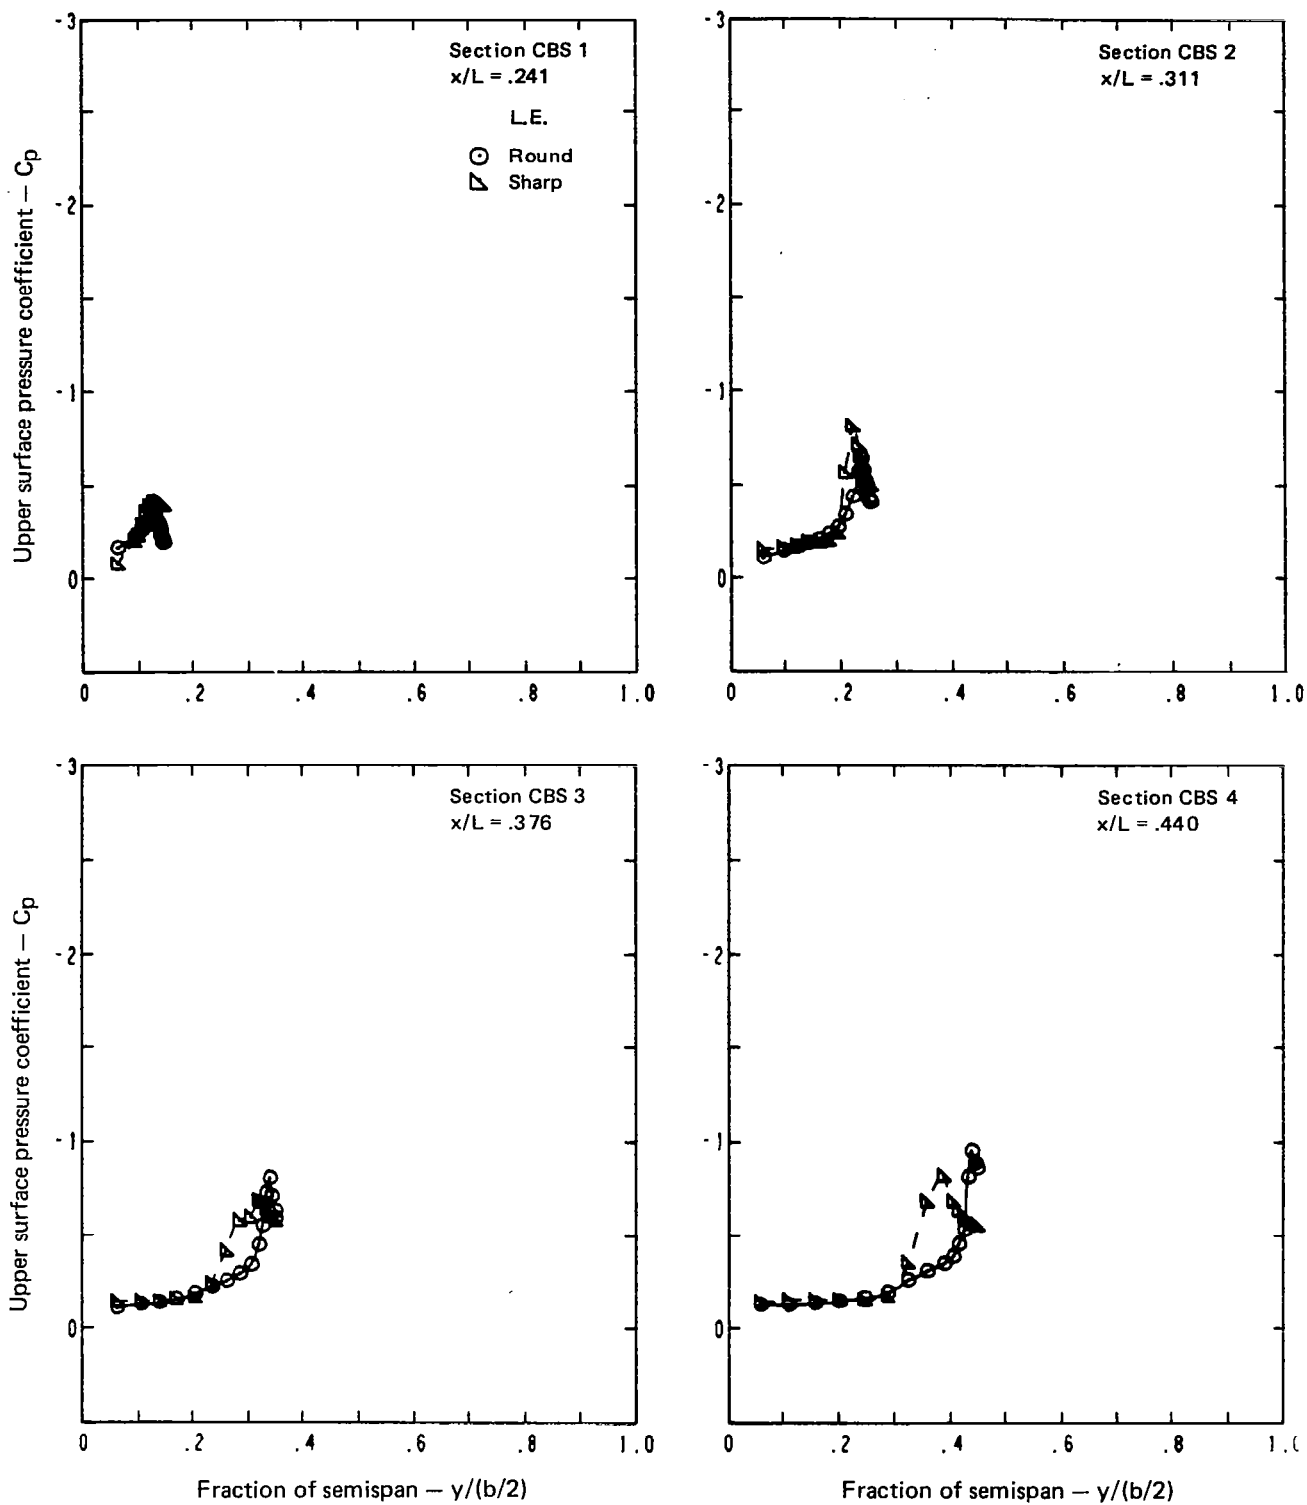 -3
-2
-1
0
Upper surface pressure coefficient — Cp
Section CBS 1
x/L = .241
L.E.
Round
Sharp
0 .2 .4 .6 .8 1.0
-3
-2
-1
0
Section CBS 2
x/L = .311
0 .2 .4 .6 .8 1.0
-3
-2
-1
0
Upper surface pressure coefficient — Cp
Section CBS 3
x/L = .376
0 .2 .4 .6 .8 1.0
Fraction of semispan — y/(b/2)
-3
-2
-1
0
Section CBS 4
x/L = .440
0 .2 .4 .6 .8
Fraction of semispan — y/(b/2)